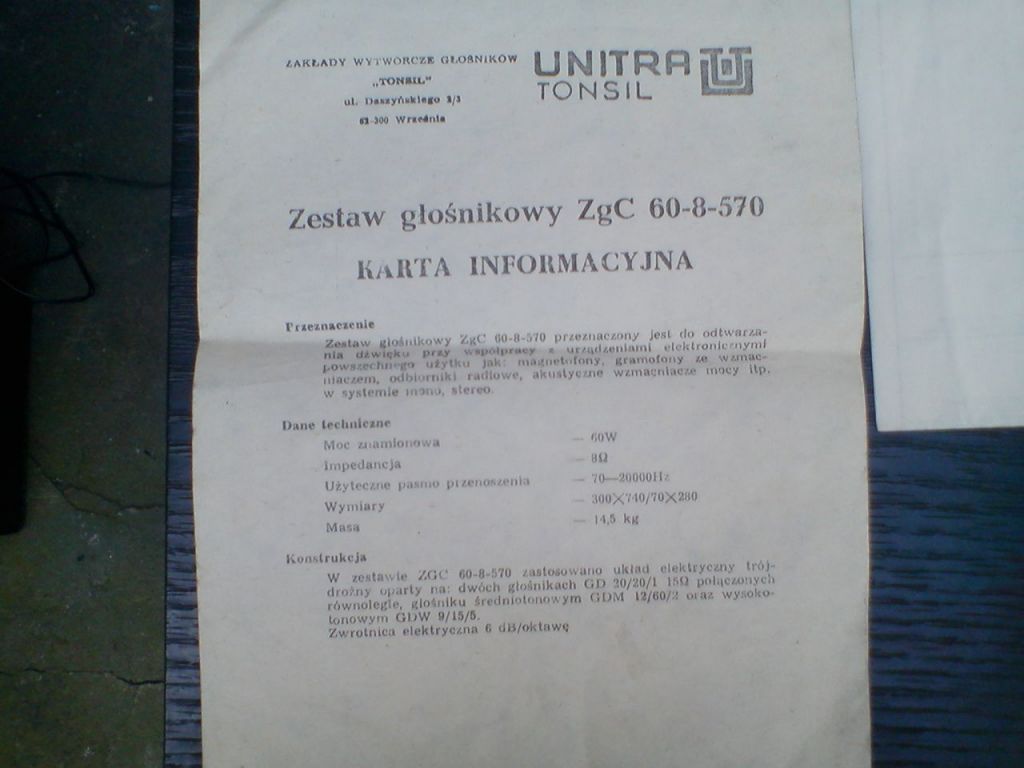 ZAKŁADY WYTWÓRCZE GŁOŚNIKÓW
„TONSIL"
ul. Daszyńskiego 2/3
62-300 Września
UNITRA
TONSIL
Zestaw głośnikowy ZgC 60-8-570
KARTA INFORMACYJNA
Przeznaczenie
Zestaw głośnikowy ZgC 60-8-570 przeznaczony jest do odtwarza-
nia dźwięku przy współpracy z urządzeniami elektronicznymi
powszechnego użytku jak: magnetofony, gramofony ze wzmac-
niaczem, odbiorniki radiowe, akustyczne wzmacniacze mocy itp.
w systemie mono, stereo.
Dane techniczne
Moc znamionowa — 60W
Impedancja — 8Ω
Użyteczne pasmo przenoszenia — 70—20000Hz
Wymiary — 300×740/70×280
Masa — 14,5 kg
Konstrukcja
W zestawie ZGC 60-8-570 zastosowano układ elektryczny trój-
drożny oparty na: dwóch głośnikach GD 20/20/1 15Ω połączonych
równolegle, głośniku średniotonowym GDM 12/60/2 oraz wysoko-
tonowym GDW 9/15/5.
Zwrotnica elektryczna 6 dB/oktawę